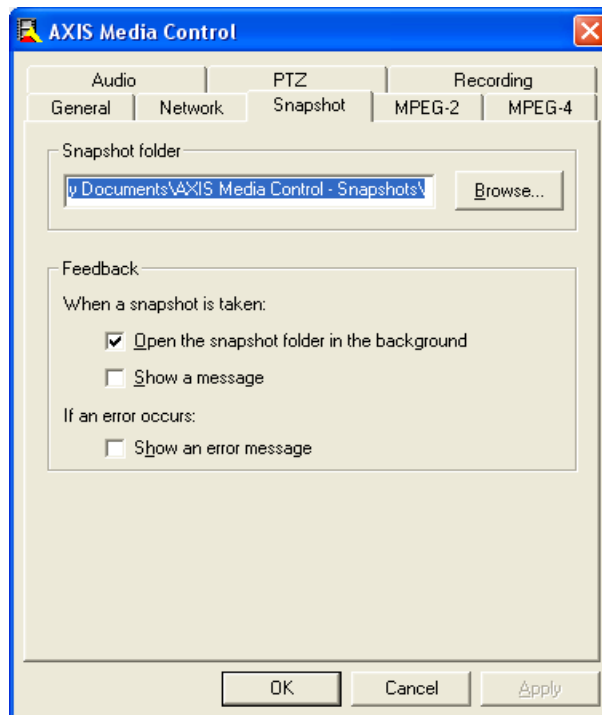 AXIS Media Control
Audio PTZ Recording
General Network Snapshot MPEG-2 MPEG-4
Snapshot folder
y Documents\AXIS Media Control - Snapshots\ Browse...
Feedback
When a snapshot is taken:
Open the snapshot folder in the background
Show a message
If an error occurs:
Show an error message
OK Cancel Apply